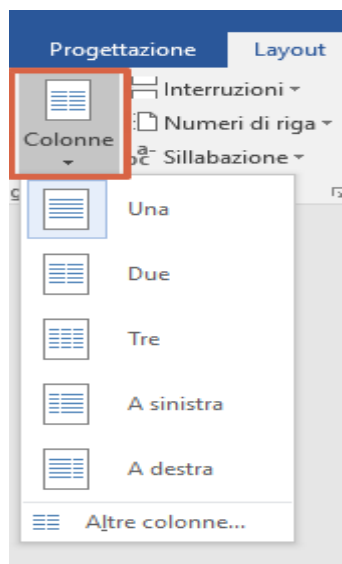 Progettazione Layout
Colonne
Interruzioni
Numeri di riga
Sillabazione
Una
Due
Tre
A sinistra
A destra
Altre colonne...